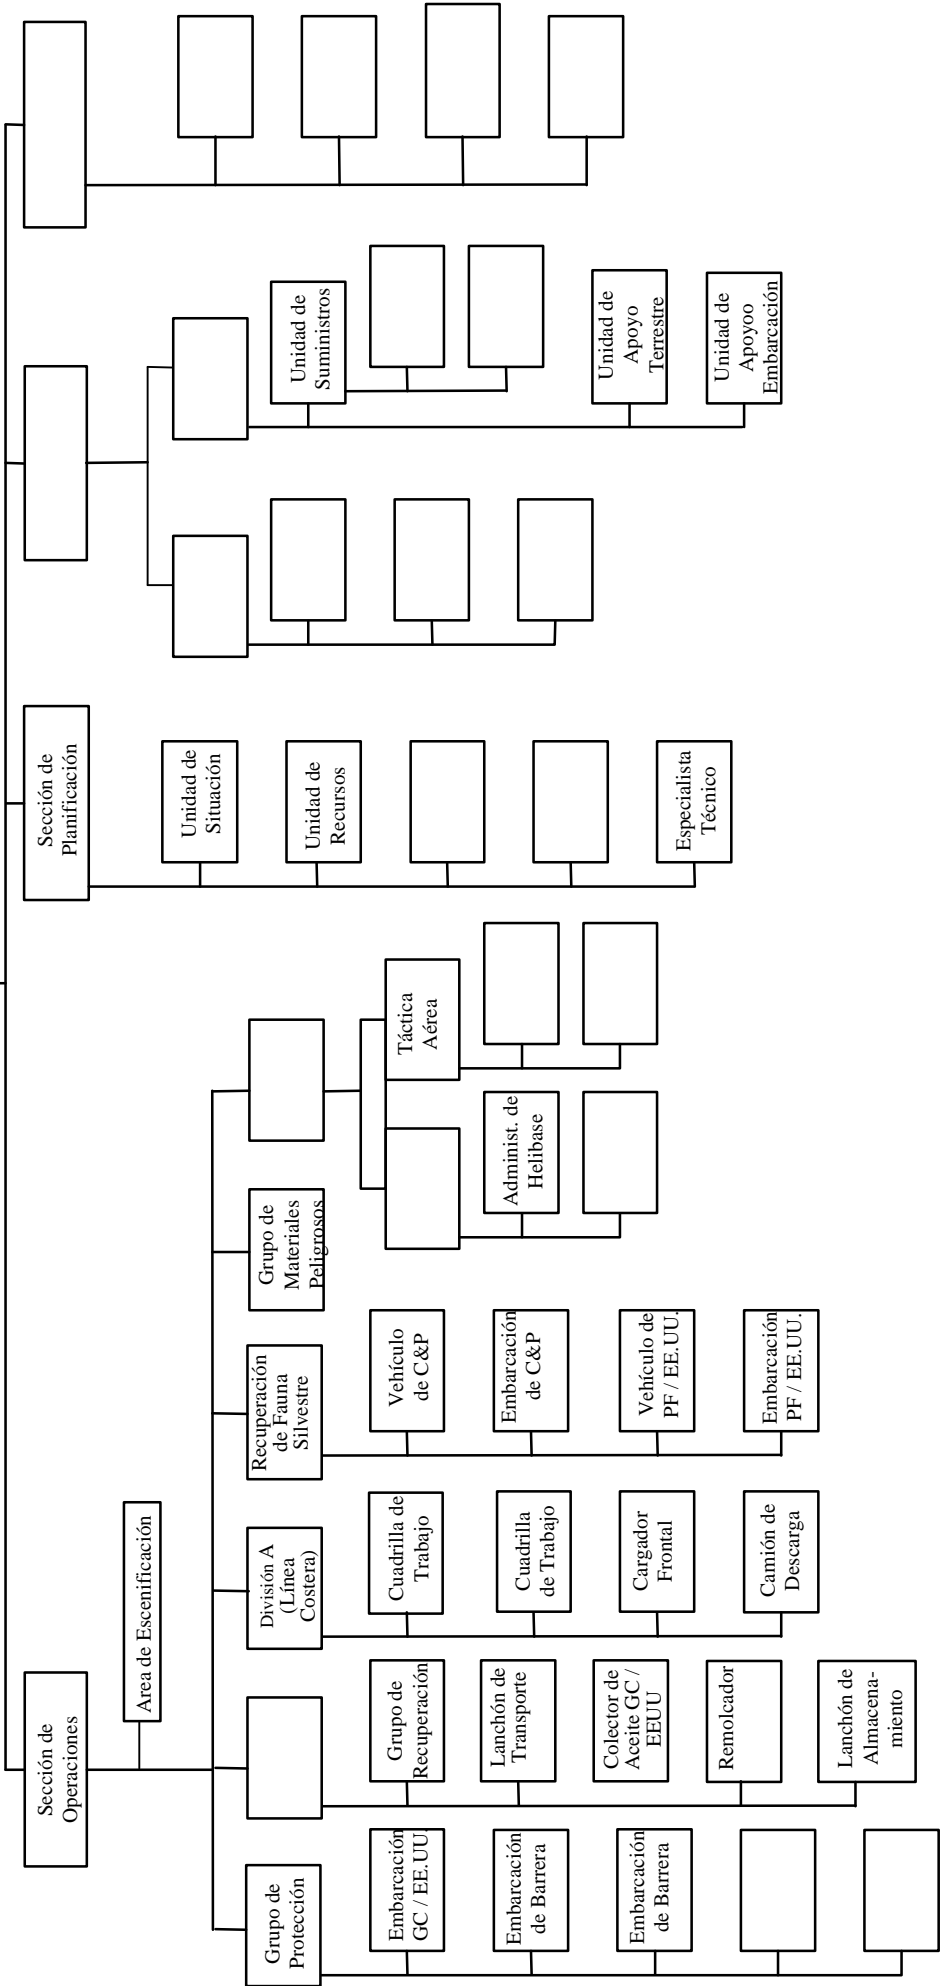 Sección de
Operaciones
Area de Escenificación
Grupo de
Protección
Embarcación
GC / EE.UU.
Embarcación
de Barrera
Embarcación
de Barrera
Grupo de
Recuperación
Lanchón de
Transporte
Colector de
Aceite GC /
EEUU
Remolcador
Lanchón de
Almacena-
miento
División A
(Línea
Costera)
Cuadrilla de
Trabajo
Cuadrilla
de Trabajo
Cargador
Frontal
Camión de
Descarga
Recuperación
de Fauna
Silvestre
Vehículo
de C&P
Embarcación
de C&P
Vehículo de
PF / EE.UU.
Embarcación
PF / EE.UU.
Grupo de
Materiales
Peligrosos
Administ. de
Helibase
Táctica
Aérea
Sección de
Planificación
Unidad de
Situación
Unidad de
Recursos
Especialista
Técnico
Unidad de
Suministros
Unidad de
Apoyo
Terrestre
Unidad de
Apoyoo
Embarcación